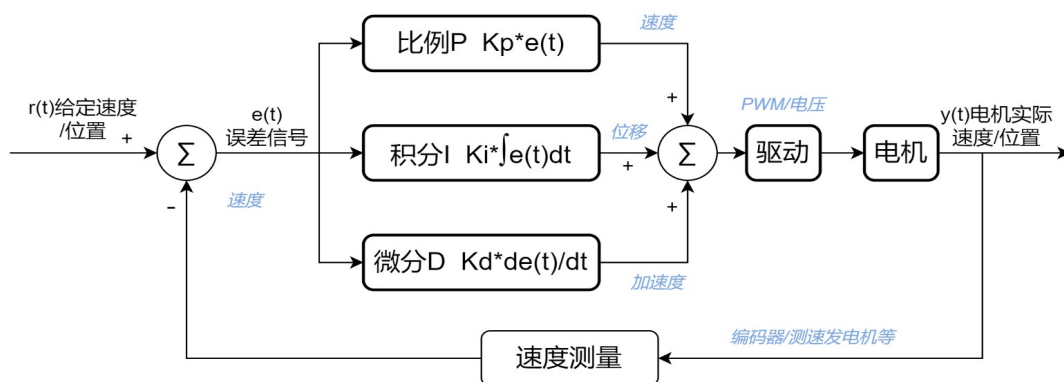 比例P Kp*e(t)
速度
r(t)给定速度
/位置
+
Σ
e(t)
误差信号
积分I Ki*∫e(t)dt
位移
+
+
Σ
PWM/电压
驱动
电机
y(t)电机实际
速度/位置
-
速度
微分D Kd*de(t)/dt
+
加速度
速度测量
编码器/测速发电机等